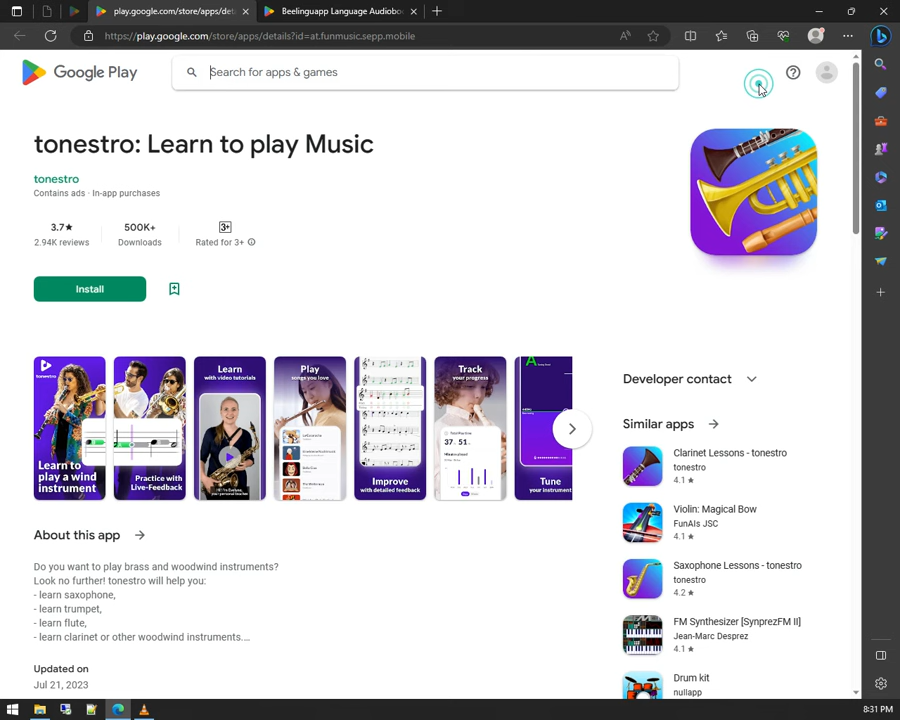 play.google.com/store/apps/deta
Beelinguapp Language Audiobo
https://play.google.com/store/apps/details?id=at.funmusic.sepp.mobile
Google Play
Search for apps & games
tonestro: Learn to play Music
tonestro
Contains ads · In-app purchases
3.7★
2.94K reviews
500K+
Downloads
3+
Rated for 3+
Install
tonestro
Learn to
play a wind
instrument
Practice with
Live-Feedback
Learn
with video tutorials
Play
songs you love
Improve
with detailed feedback
Track
your progress
37 51
A
Tune
your instrument
Developer contact
Similar apps
Clarinet Lessons - tonestro
tonestro
4.1 ★
Violin: Magical Bow
FunAIs JSC
4.1 ★
Saxophone Lessons - tonestro
tonestro
4.2 ★
FM Synthesizer [SynprezFM II]
Jean-Marc Desprez
4.1 ★
Drum kit
nullapp
About this app
Do you want to play brass and woodwind instruments?
Look no further! tonestro will help you:
- learn saxophone,
- learn trumpet,
- learn flute,
- learn clarinet or other woodwind instruments....
Updated on
Jul 21, 2023
8:31 PM